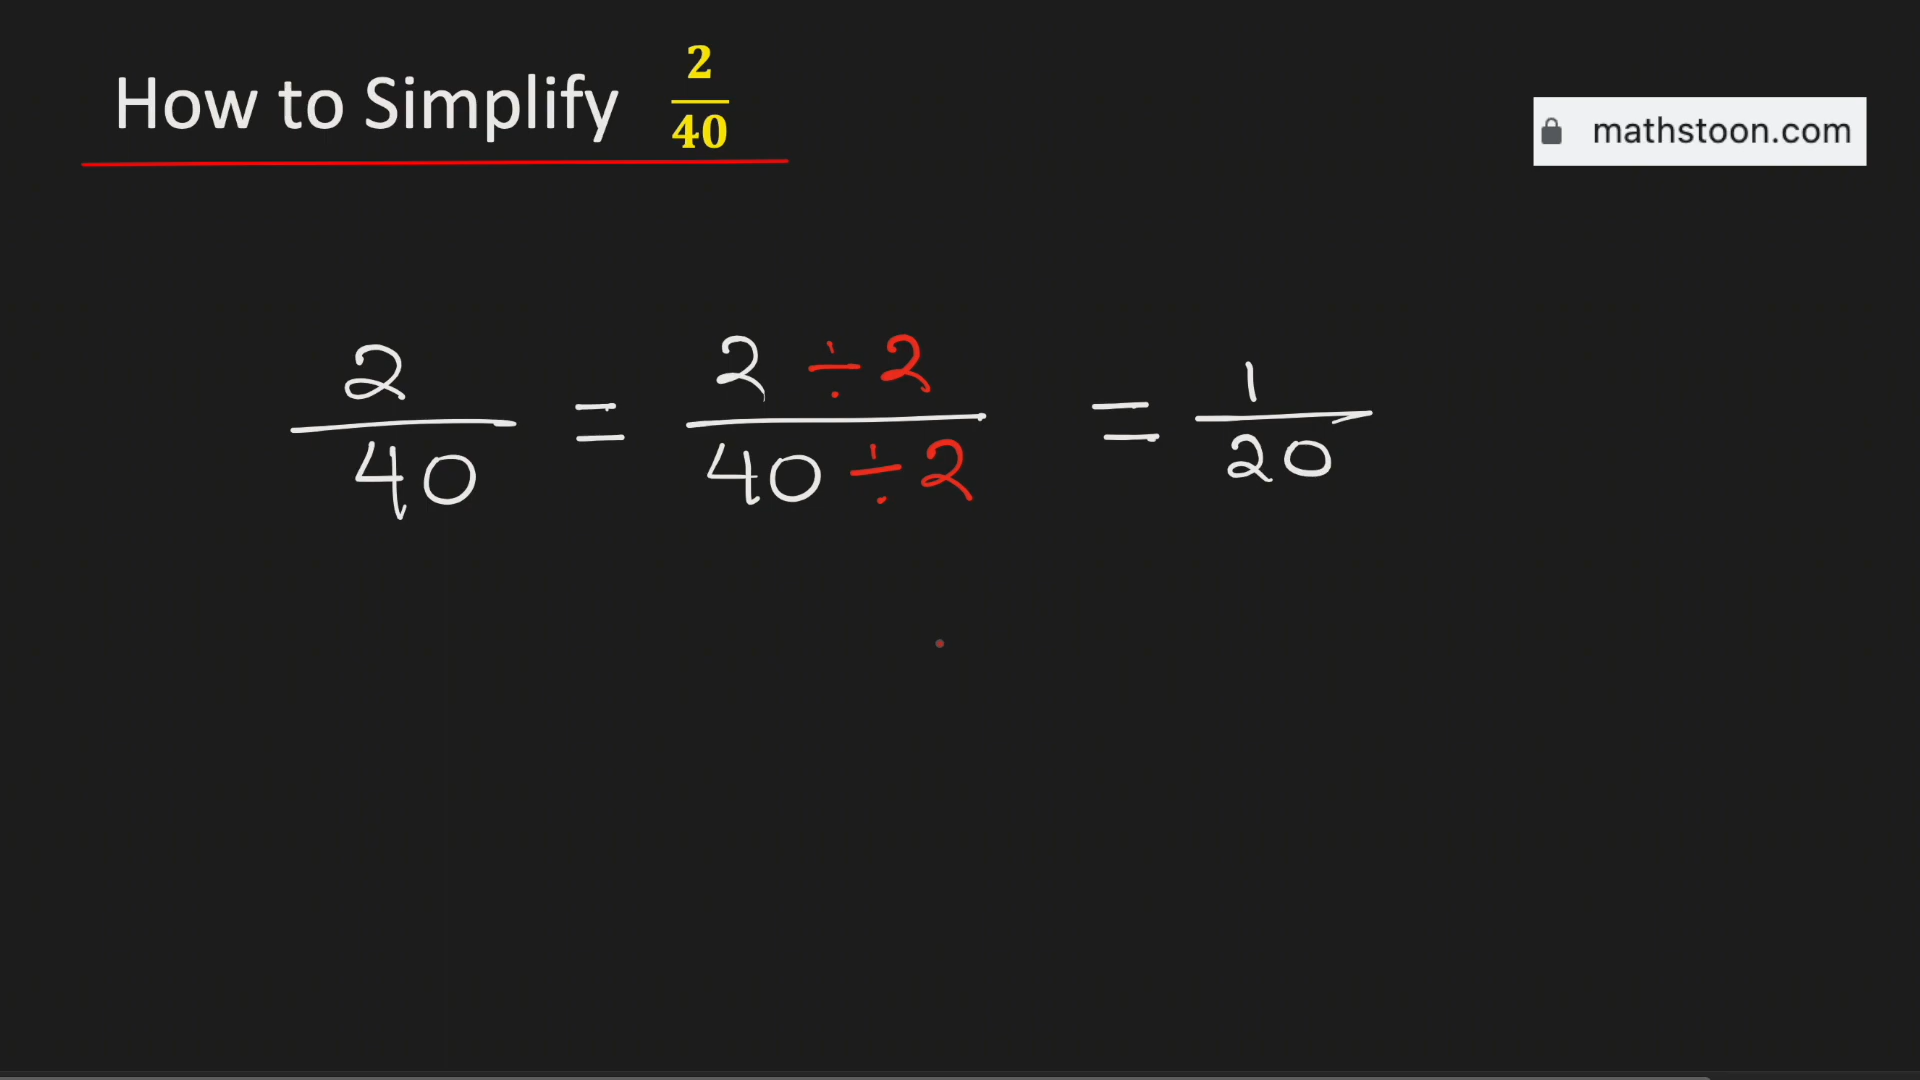 How to Simplify 2/40
mathstoon.com
2/40 = 2 ÷ 2/40 ÷ 2 = 1/20